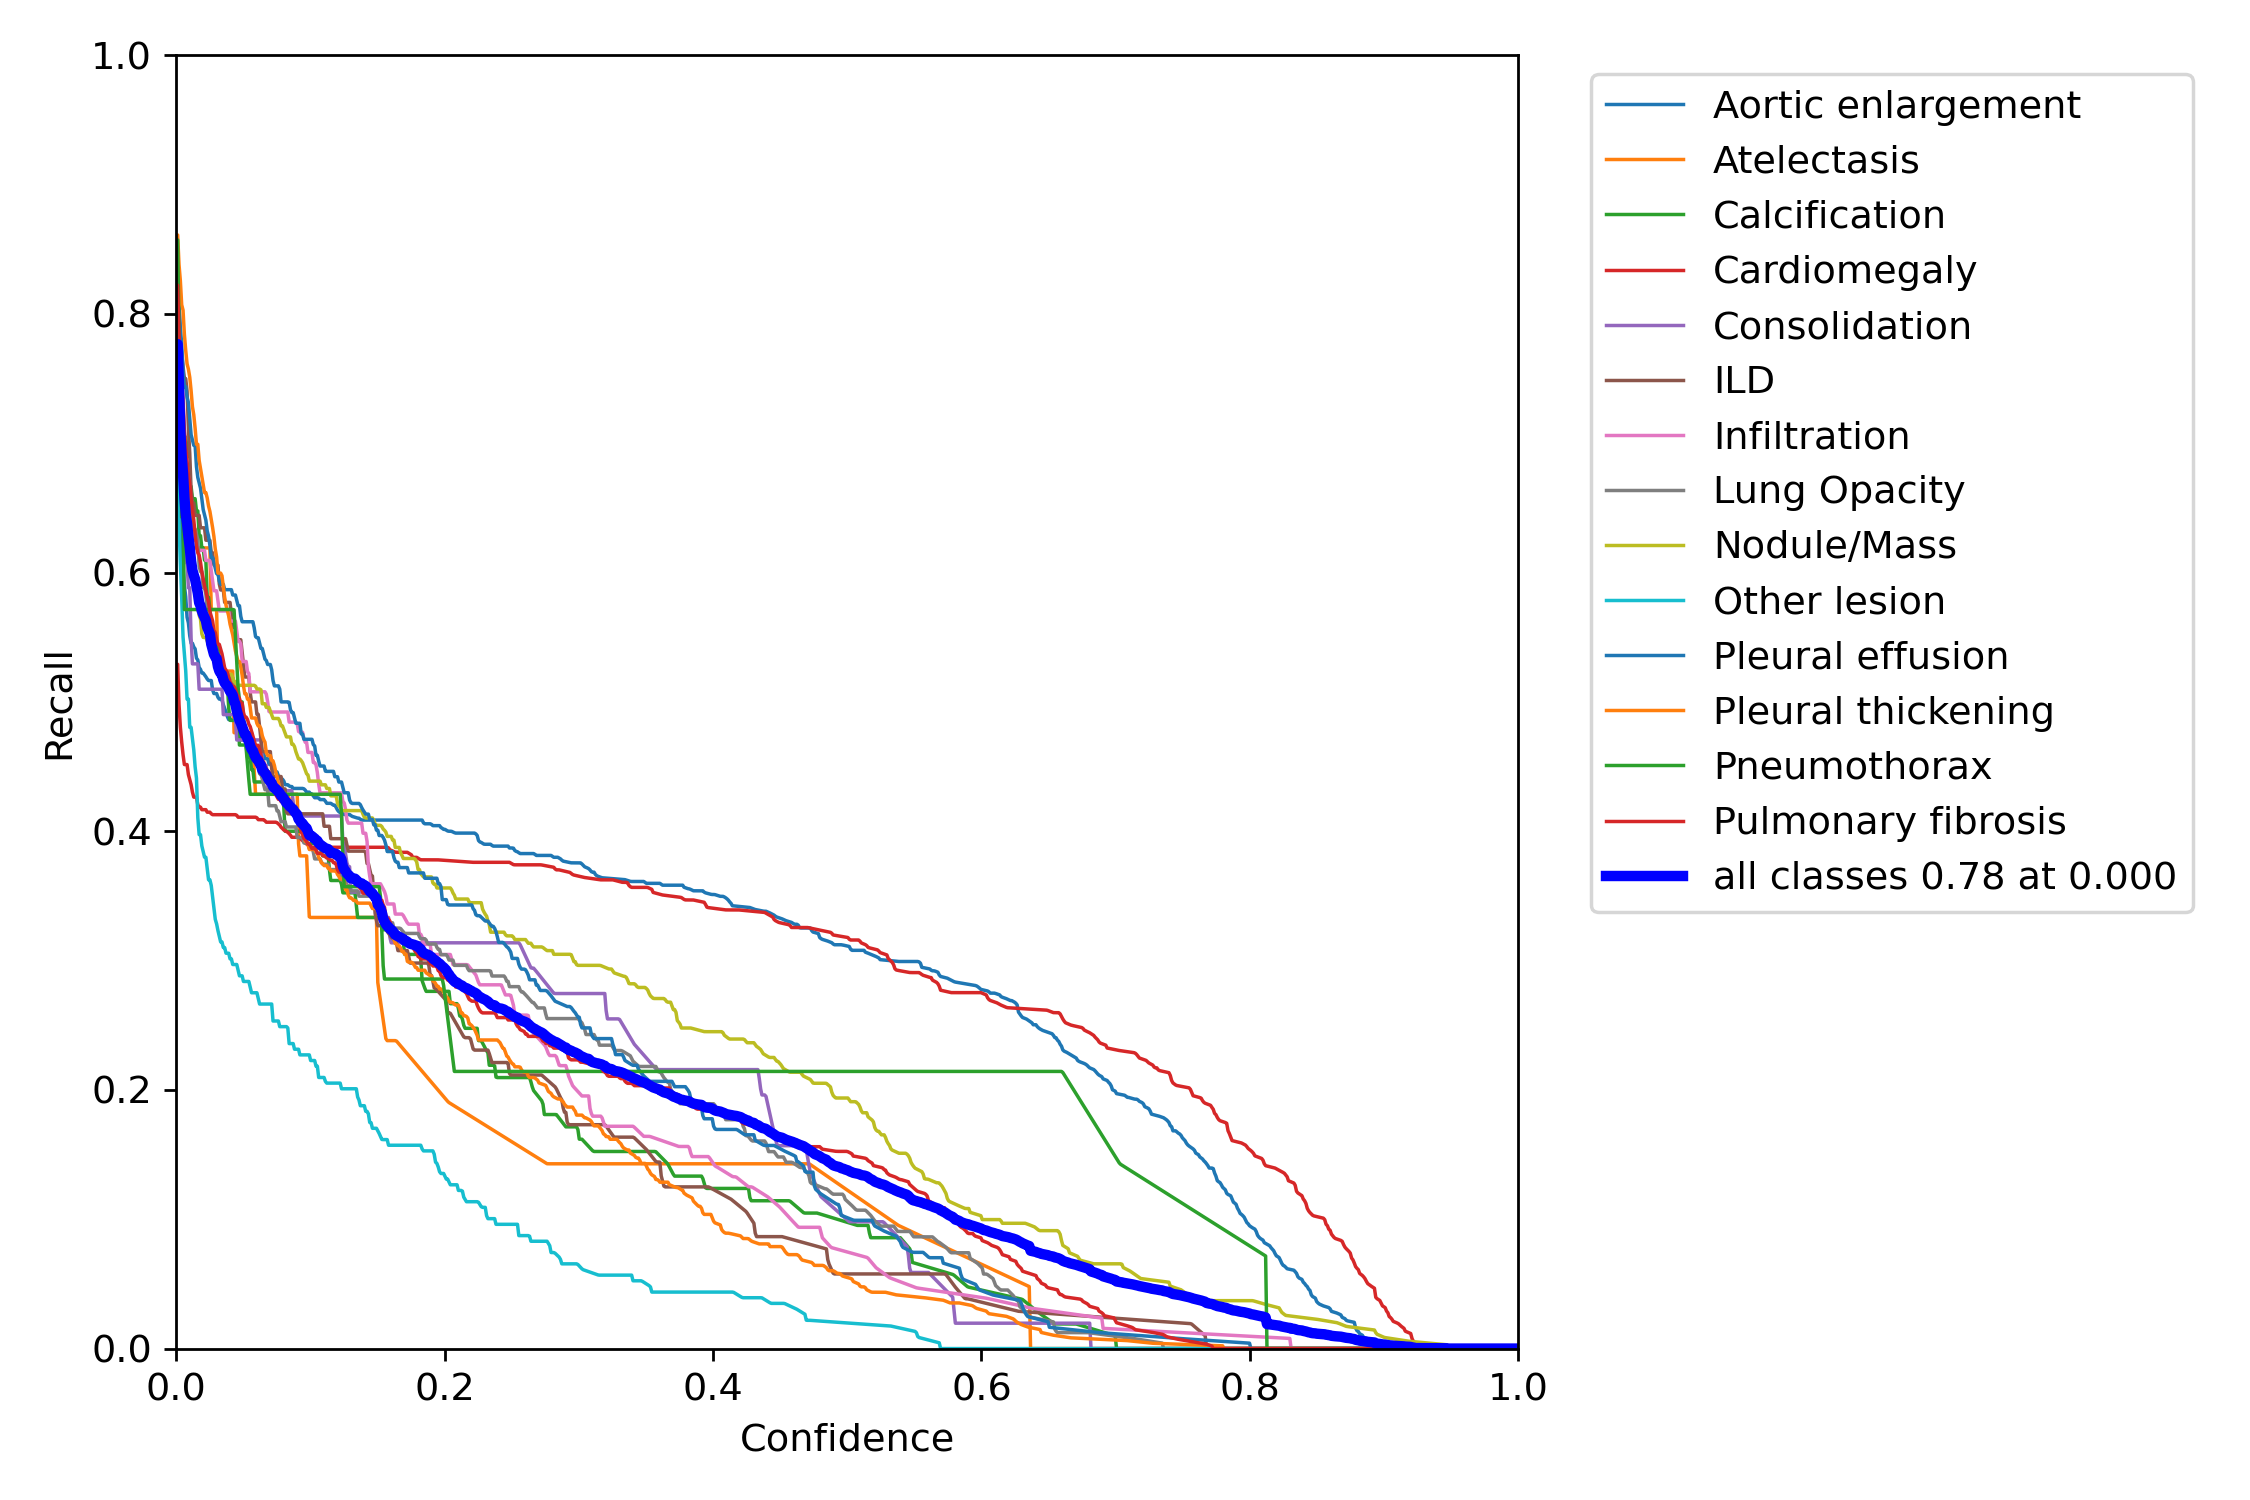 1.0
0.8
0.6
0.4
0.2
0.0
Recall
0.0 0.2 0.4 0.6 0.8 1.0
Confidence
Aortic enlargement
Atelectasis
Calcification
Cardiomegaly
Consolidation
ILD
Infiltration
Lung Opacity
Nodule/Mass
Other lesion
Pleural effusion
Pleural thickening
Pneumothorax
Pulmonary fibrosis
all classes 0.78 at 0.000